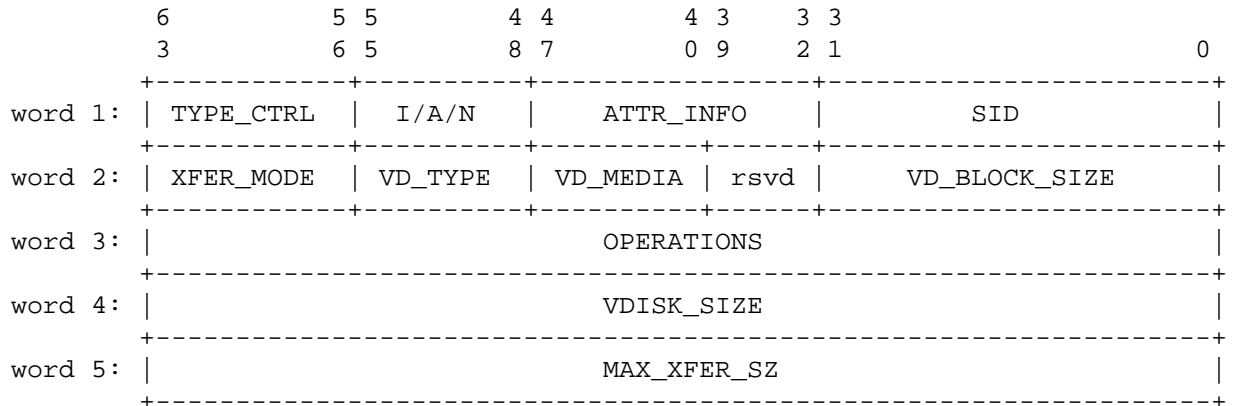 6 5 5 4 4 4 3 3 3
3 6 5 8 7 0 9 2 1 0
word 1: | TYPE_CTRL | I/A/N | ATTR_INFO | SID |
word 2: | XFER_MODE | VD_TYPE | VD_MEDIA | rsvd | VD_BLOCK_SIZE |
word 3: | OPERATIONS |
word 4: | VDISK_SIZE |
word 5: | MAX_XFER_SZ |